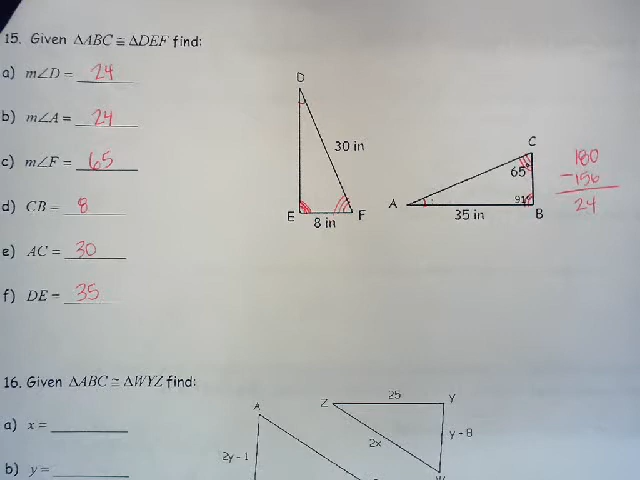 15. Given ΔABC ≅ ΔDEF find:
a) m∠D = 24
b) m∠A = 24
c) m∠F = 65
d) CB = 8
e) AC = 30
f) DE = 35
D
30 in
E
8 in
F
C
65°
A
91°
35 in
B
180
-156
24
16. Given ΔABC ≅ ΔWYZ find:
a) x =
b) y =
A
2y - 1
Z
25
Y
2x
y - 8
W